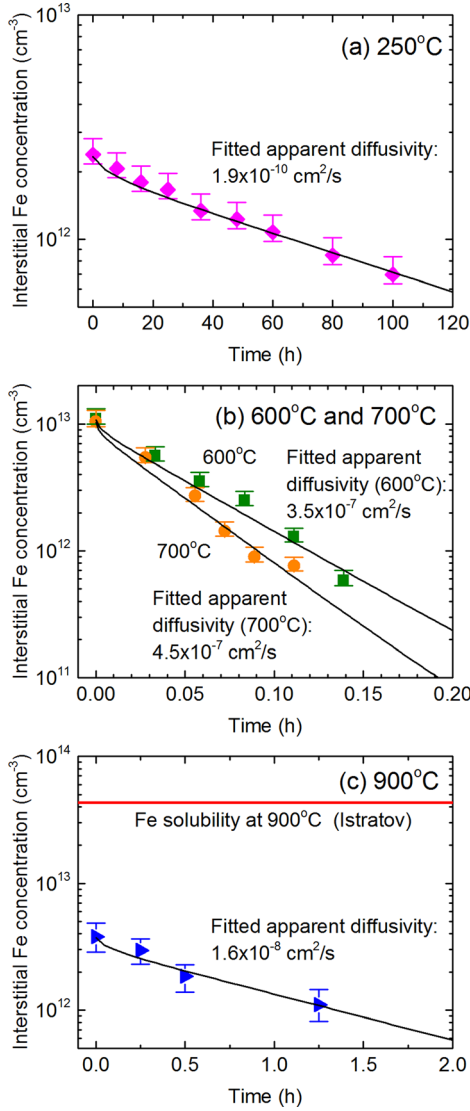 10¹³
(a) 250°C
Interstitial Fe concentration (cm⁻³)
Fitted apparent diffusivity:
1.9x10⁻¹⁰ cm²/s
10¹²
0 20 40 60 80 100 120
Time (h)
(b) 600°C and 700°C
Interstitial Fe concentration (cm⁻³)
10¹³
600°C
Fitted apparent
diffusivity (600°C):
3.5x10⁻⁷ cm²/s
10¹²
700°C
Fitted apparent
diffusivity (700°C):
4.5x10⁻⁷ cm²/s
10¹¹
0.00 0.05 0.10 0.15 0.20
Time (h)
10¹⁴
(c) 900°C
Interstitial Fe concentration (cm⁻³)
Fe solubility at 900°C (Istratov)
10¹³
Fitted apparent diffusivity:
1.6x10⁻⁸ cm²/s
10¹²
0.0 0.5 1.0 1.5 2.0
Time (h)